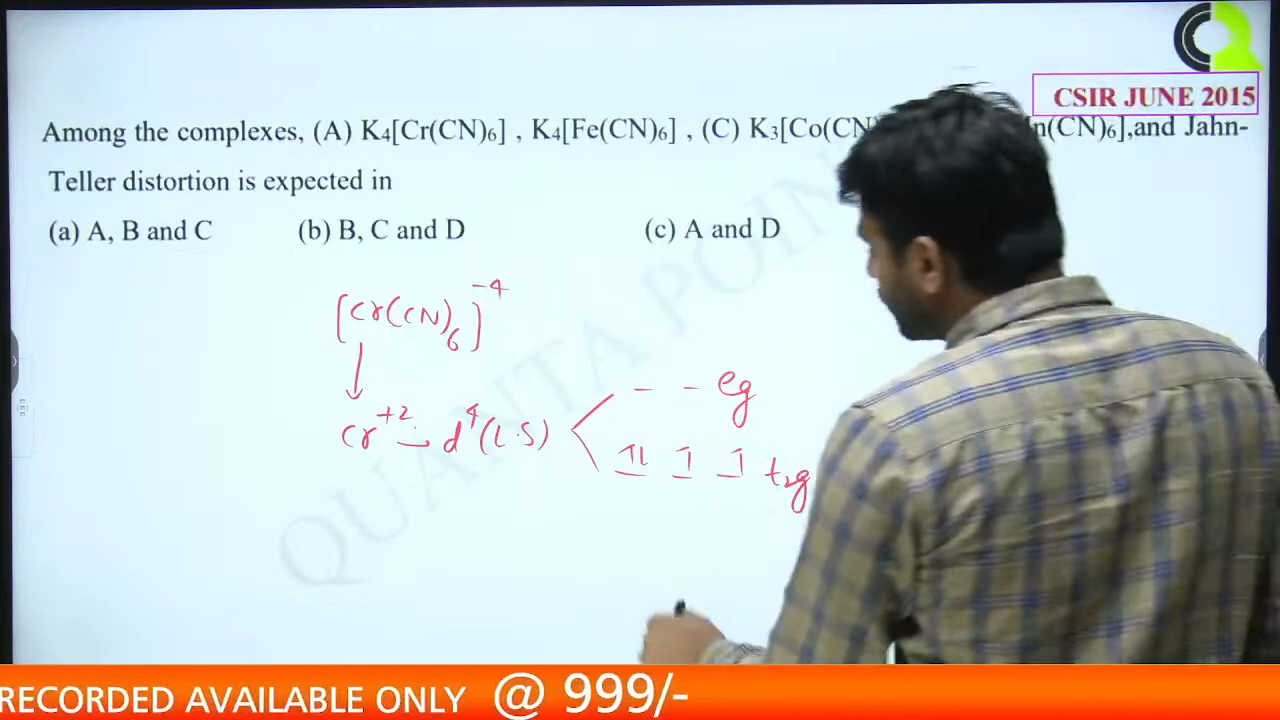 CSIR JUNE 2015
Among the complexes, (A) K₄[Cr(CN)₆] , K₄[Fe(CN)₆] , (C) K₃[Co(CN) n(CN)₆],and Jahn-
Teller distortion is expected in
(a) A, B and C (b) B, C and D (c) A and D
[Cr(CN)₆]⁻⁴
Cr⁺² – d⁴(L.S)
eg
t₂g
QUANTA POIN
RECORDED AVAILABLE ONLY @ 999/-